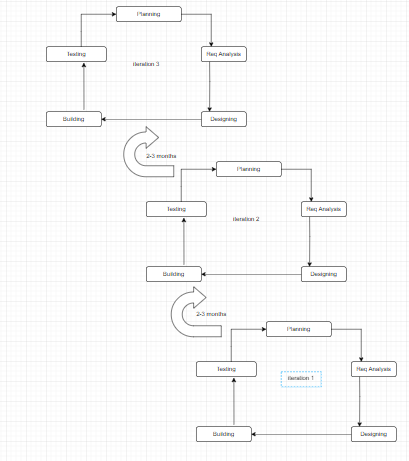 Planning
Testing
Req Analysis
iteration 3
Building
Designing
2-3 months
Planning
Testing
Req Analysis
iteration 2
Building
Designing
2-3 months
Planning
Testing
Req Analysis
iteration 1
Building
Designing